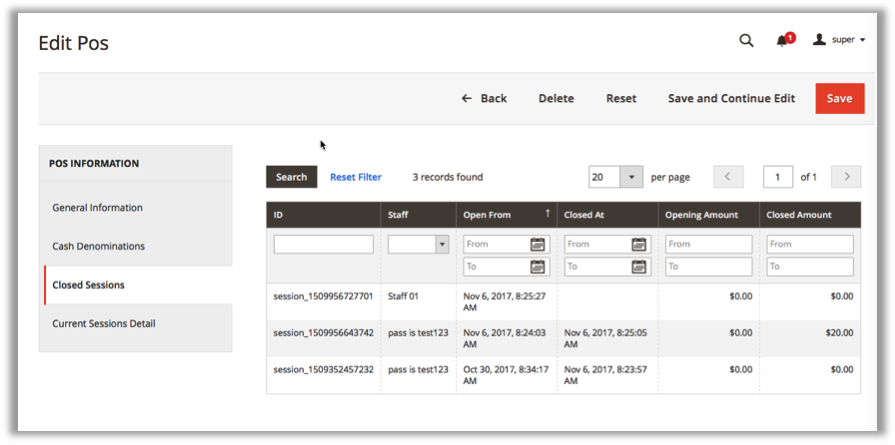 Edit Pos
1
super
Back
Delete
Reset
Save and Continue Edit
Save
POS INFORMATION
General Information
Cash Denominations
Closed Sessions
Current Sessions Detail
Search
Reset Filter
3 records found
20
per page
1
of 1
ID Staff Open From ↑ Closed At Opening Amount Closed Amount
From From From From
To To To To
session_1509956727701 Staff 01 Nov 6, 2017, 8:25:27 $0.00 $0.00
AM
session_1509956643742 pass is test123 Nov 6, 2017, 8:24:03 Nov 6, 2017, 8:25:05 $0.00 $20.00
AM AM
session_1509352457232 pass is test123 Oct 30, 2017, 8:34:17 Nov 6, 2017, 8:23:57 $0.00 $0.00
AM AM